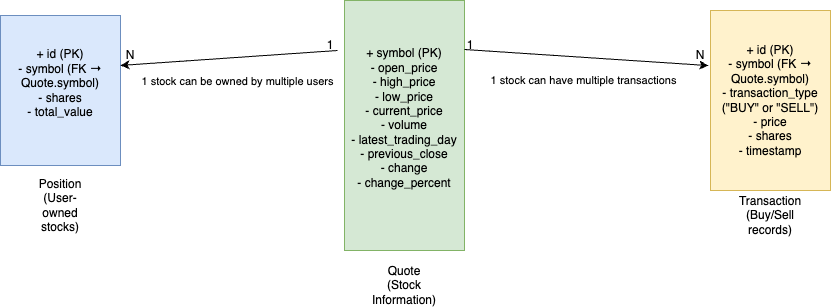 + id (PK)
- symbol (FK →
Quote.symbol)
- shares
- total_value
Position
(User-
owned
stocks)
N
1
1 stock can be owned by multiple users
+ symbol (PK)
- open_price
- high_price
- low_price
- current_price
- volume
- latest_trading_day
- previous_close
- change
- change_percent
Quote
(Stock
Information)
1
N
1 stock can have multiple transactions
+ id (PK)
- symbol (FK →
Quote.symbol)
- transaction_type
("BUY" or "SELL")
- price
- shares
- timestamp
Transaction
(Buy/Sell
records)